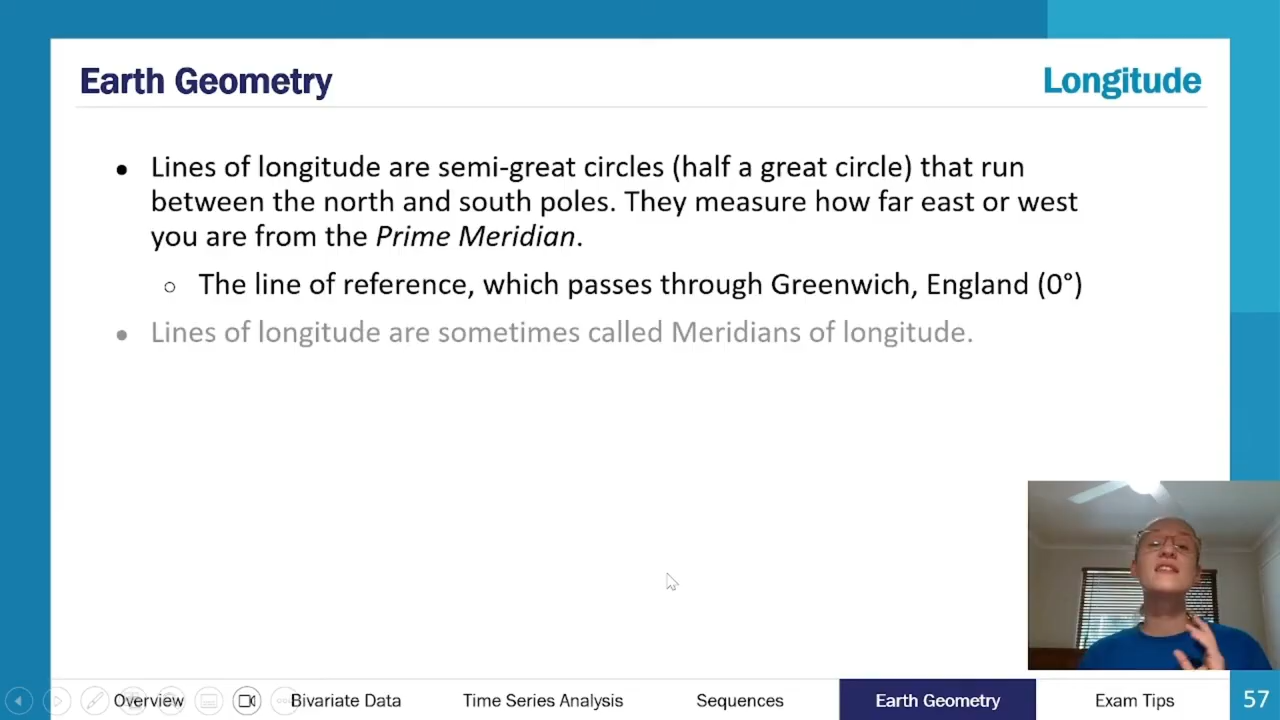 Earth Geometry
Longitude
• Lines of longitude are semi-great circles (half a great circle) that run
between the north and south poles. They measure how far east or west
you are from the Prime Meridian.
○ The line of reference, which passes through Greenwich, England (0°)
• Lines of longitude are sometimes called Meridians of longitude.
Overview Bivariate Data Time Series Analysis Sequences Earth Geometry Exam Tips 57